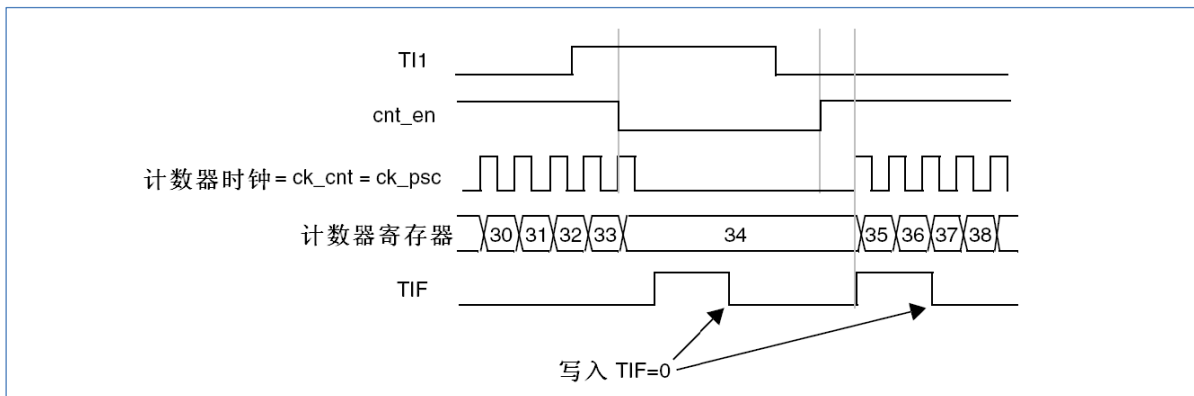 TI1
cnt_en
计数器时钟 = ck_cnt = ck_psc
计数器寄存器 30 31 32 33 34 35 36 37 38
TIF
写入 TIF=0